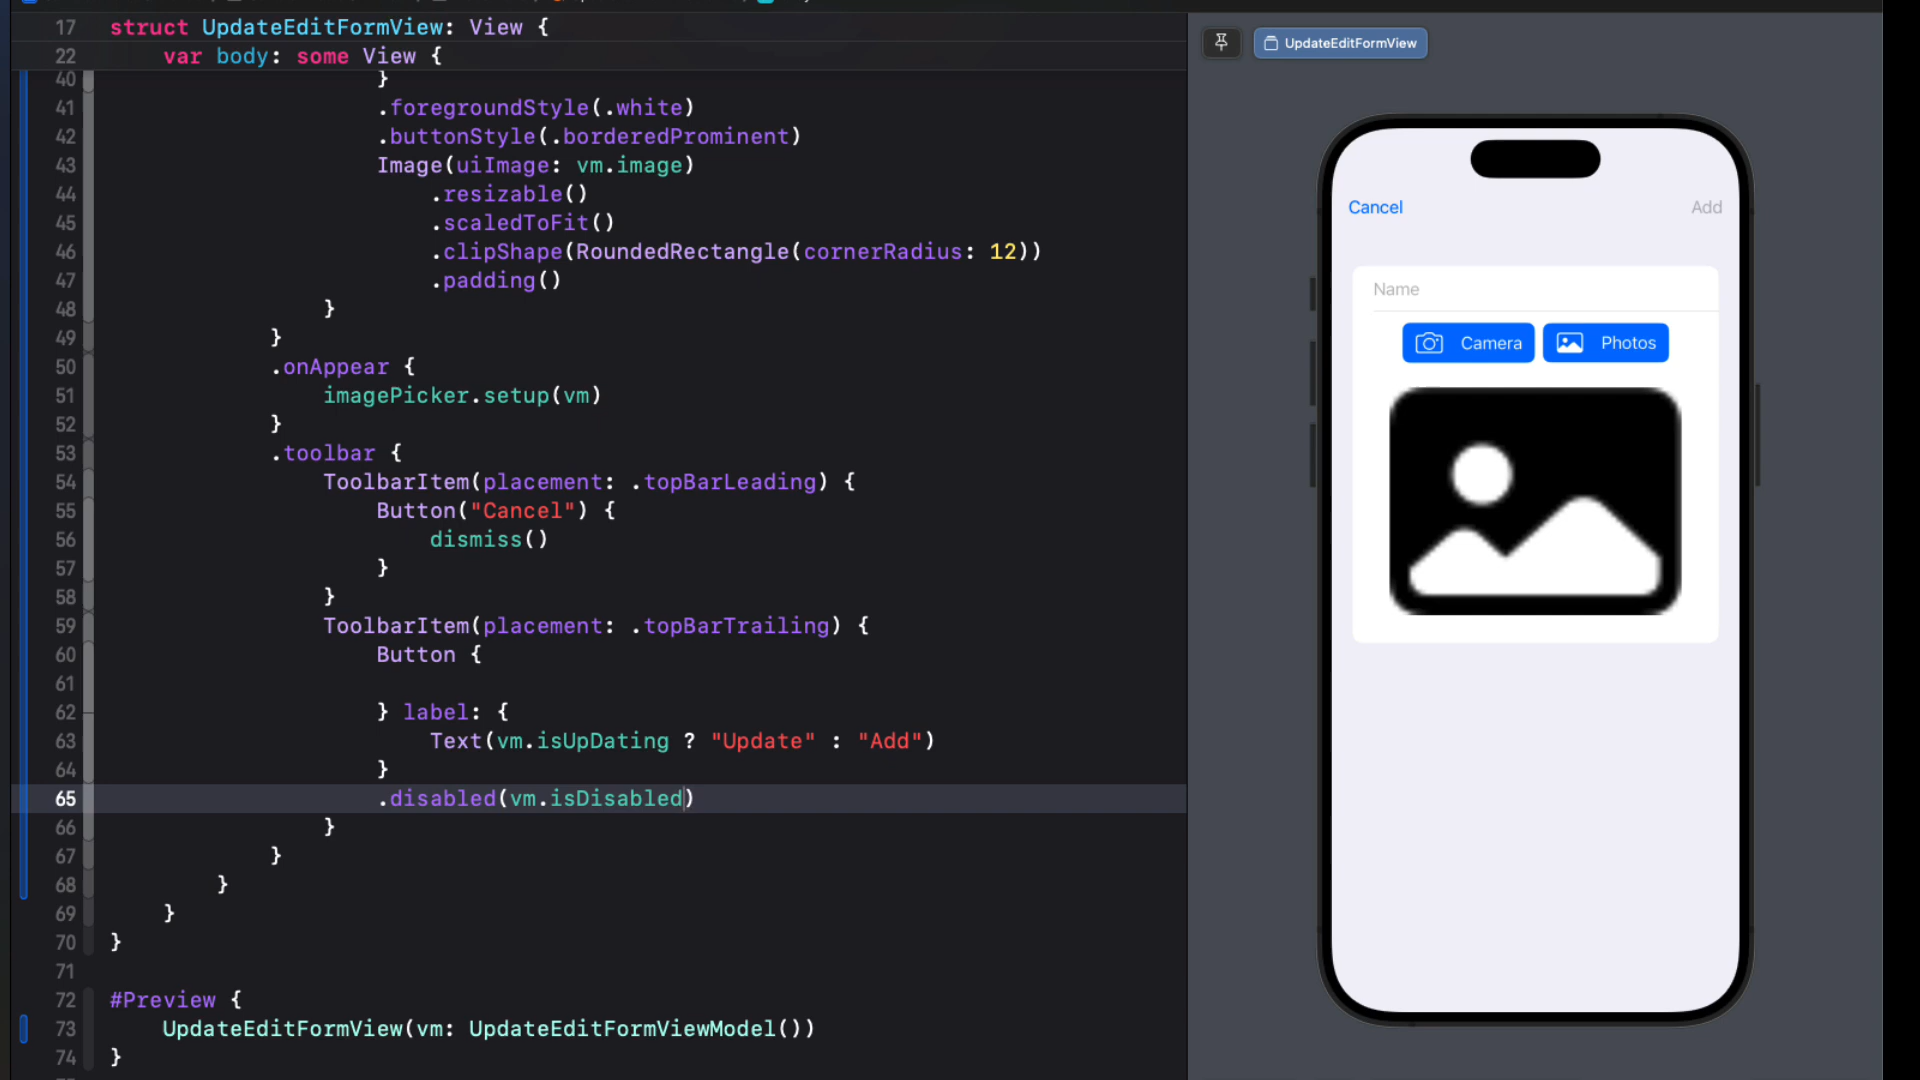 17 struct UpdateEditFormView: View {
22 var body: some View {
40 }
41 .foregroundStyle(.white)
42 .buttonStyle(.borderedProminent)
43 Image(uiImage: vm.image)
44 .resizable()
45 .scaledToFit()
46 .clipShape(RoundedRectangle(cornerRadius: 12))
47 .padding()
48 }
49 }
50 .onAppear {
51 imagePicker.setup(vm)
52 }
53 .toolbar {
54 ToolbarItem(placement: .topBarLeading) {
55 Button("Cancel") {
56 dismiss()
57 }
58 }
59 ToolbarItem(placement: .topBarTrailing) {
60 Button {
61
62 } label: {
63 Text(vm.isUpDating ? "Update" : "Add")
64 }
65 .disabled(vm.isDisabled)
66 }
67 }
68 }
69 }
70 }
71
72 #Preview {
73 UpdateEditFormView(vm: UpdateEditFormViewModel())
74 }
UpdateEditFormView
Cancel Add
Name
Camera Photos